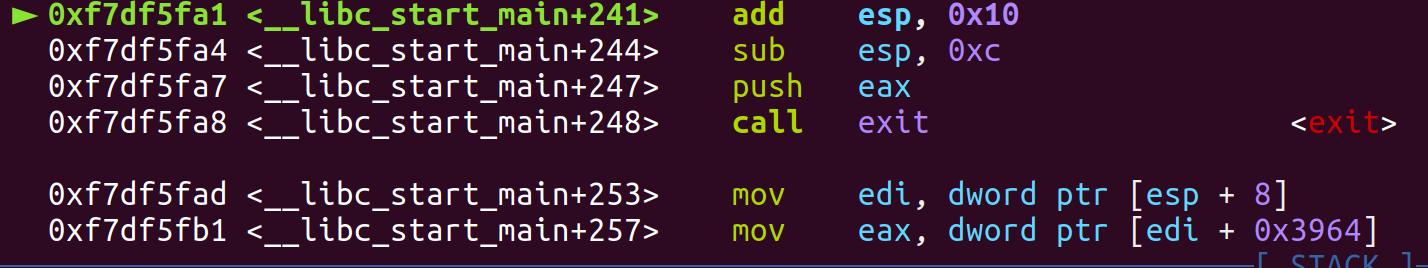 ► 0xf7df5fa1 <__libc_start_main+241> add esp, 0x10
0xf7df5fa4 <__libc_start_main+244> sub esp, 0xc
0xf7df5fa7 <__libc_start_main+247> push eax
0xf7df5fa8 <__libc_start_main+248> call exit <exit>
0xf7df5fad <__libc_start_main+253> mov edi, dword ptr [esp + 8]
0xf7df5fb1 <__libc_start_main+257> mov eax, dword ptr [edi + 0x3964]
[ STACK ]